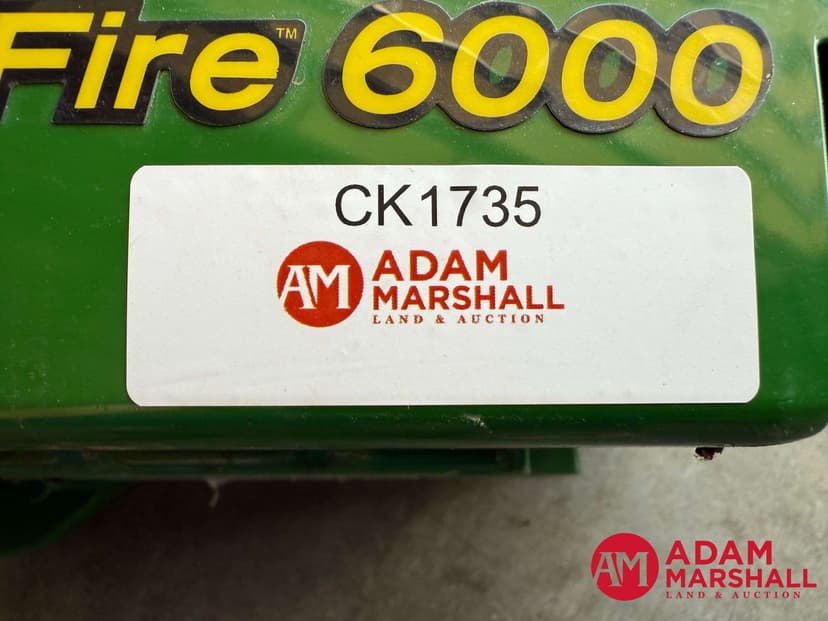 Fire™ 6000
CK1735
AM ADAM
MARSHALL
LAND & AUCTION
AM ADAM
MARSHALL
LAND & AUCTION